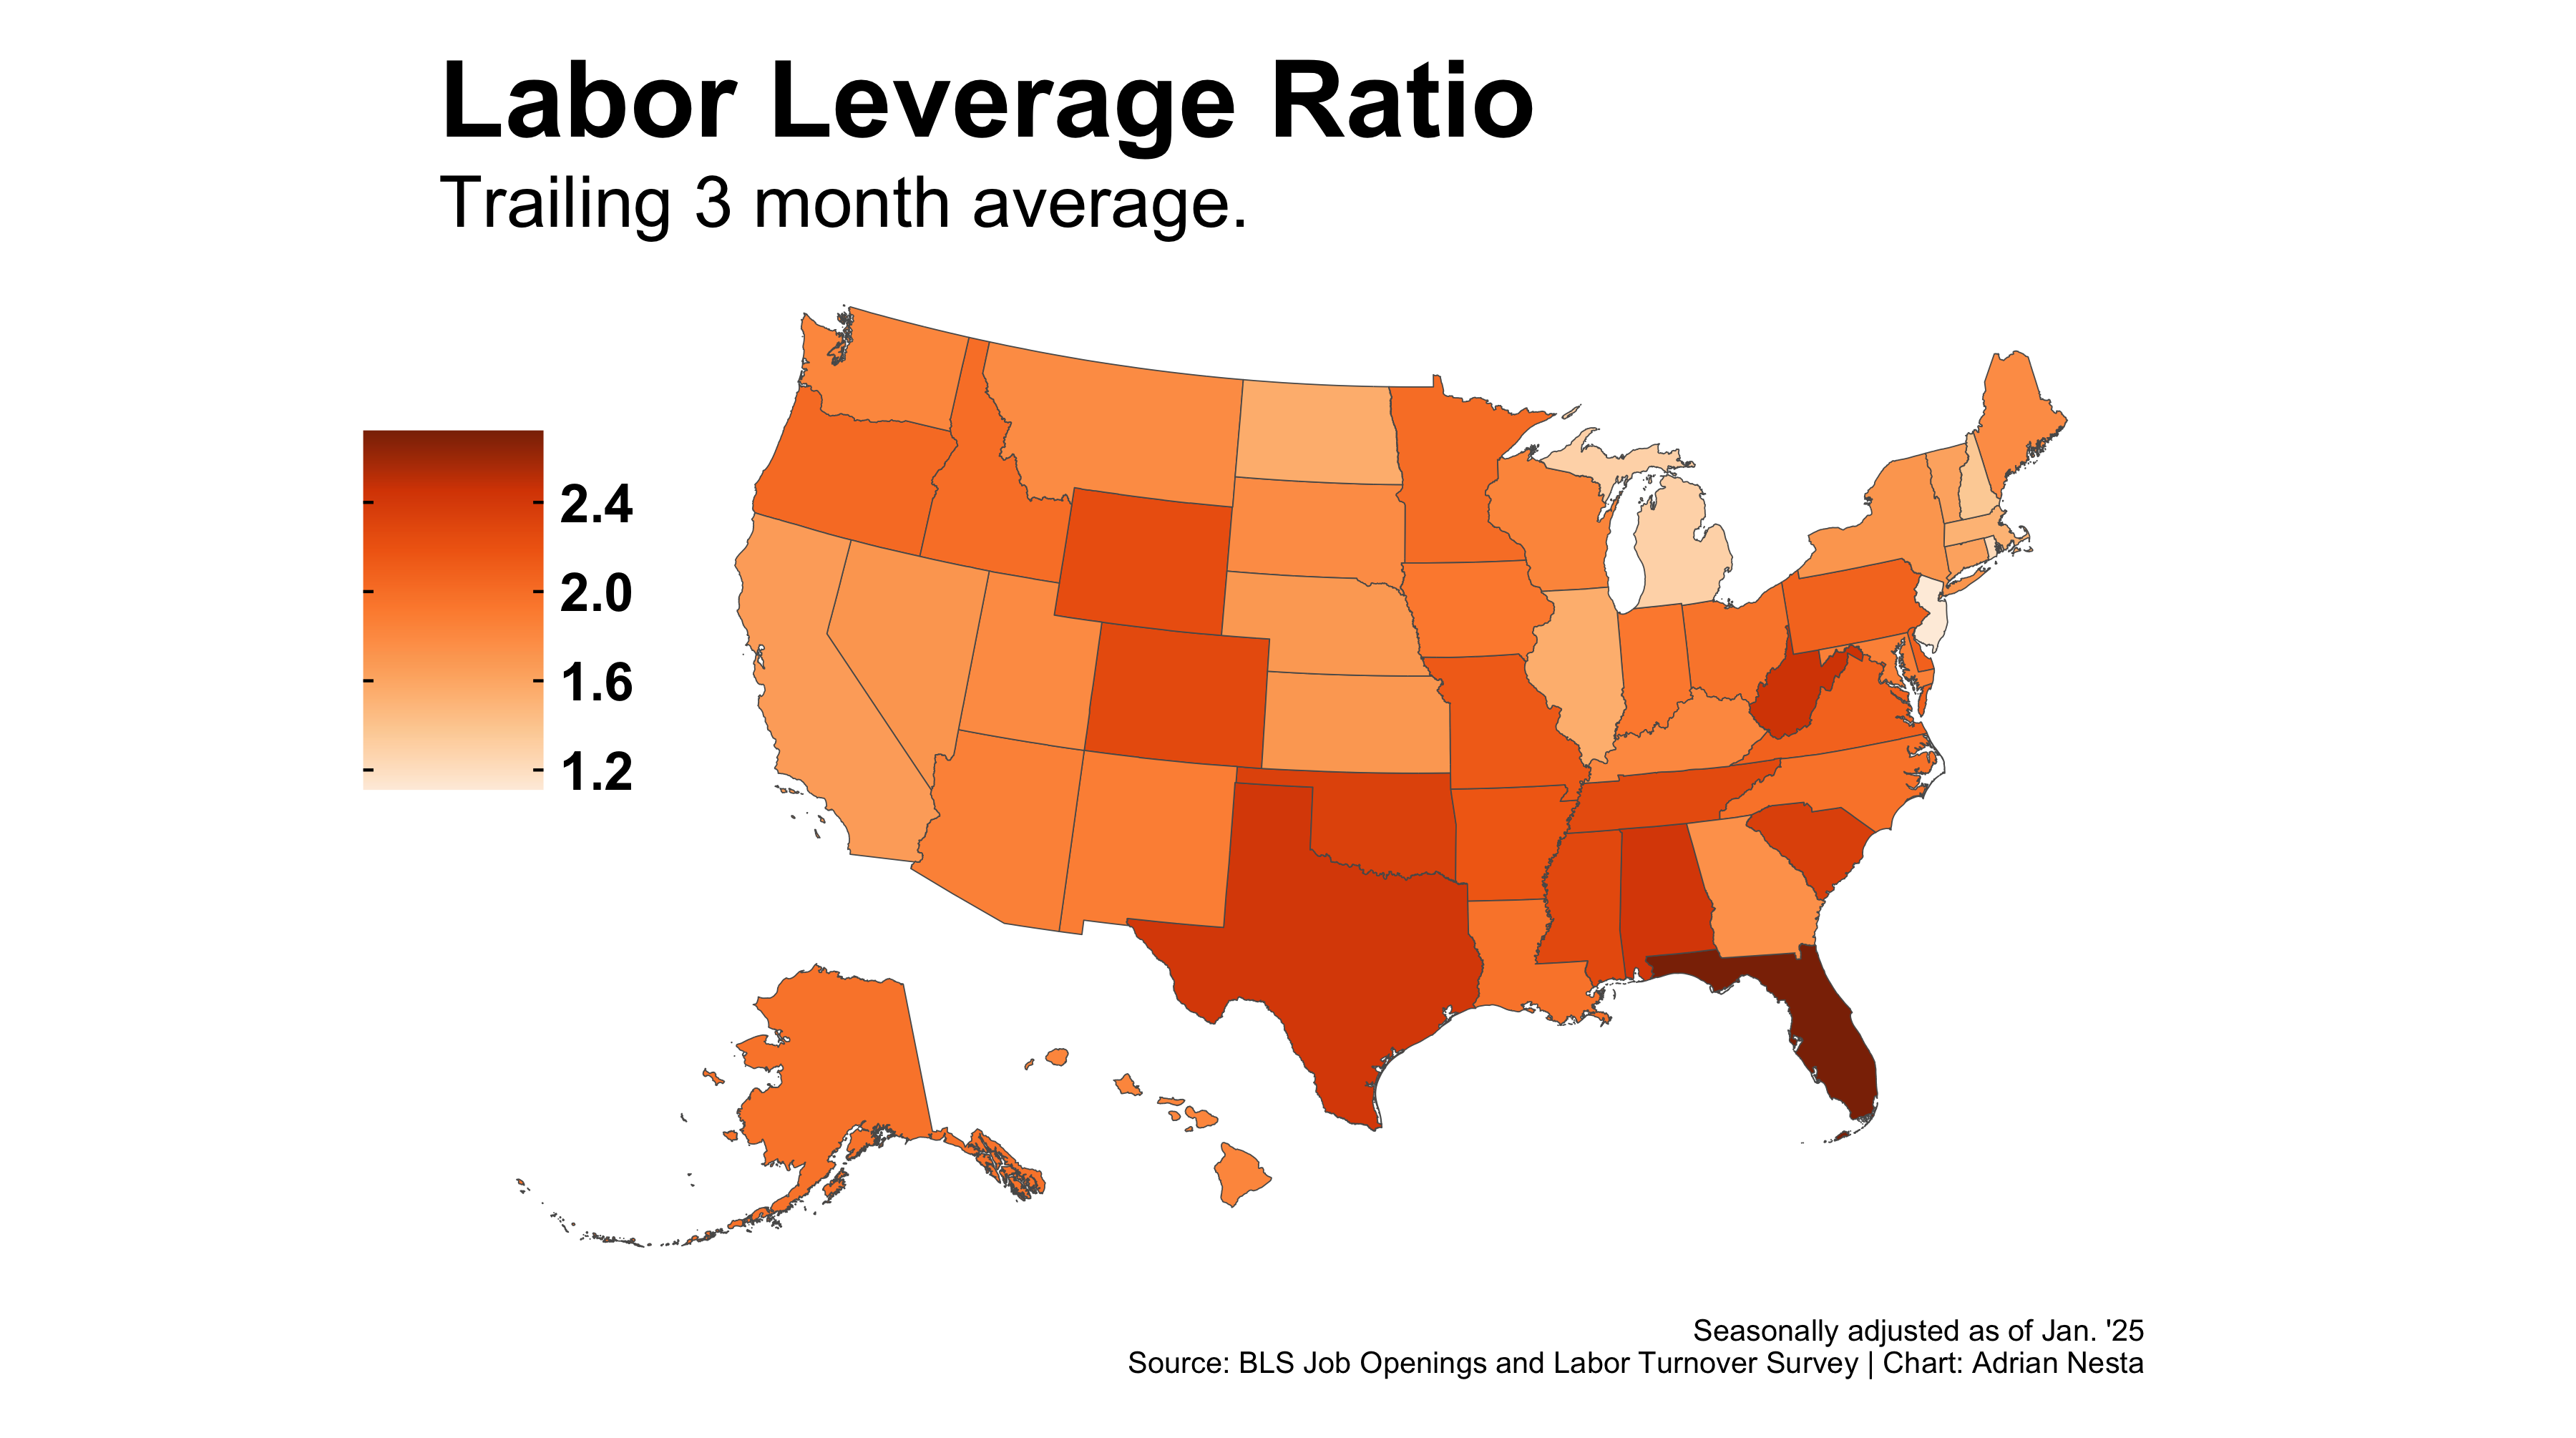 Labor Leverage Ratio
Trailing 3 month average.
2.4
2.0
1.6
1.2
Seasonally adjusted as of Jan. '25
Source: BLS Job Openings and Labor Turnover Survey | Chart: Adrian Nesta